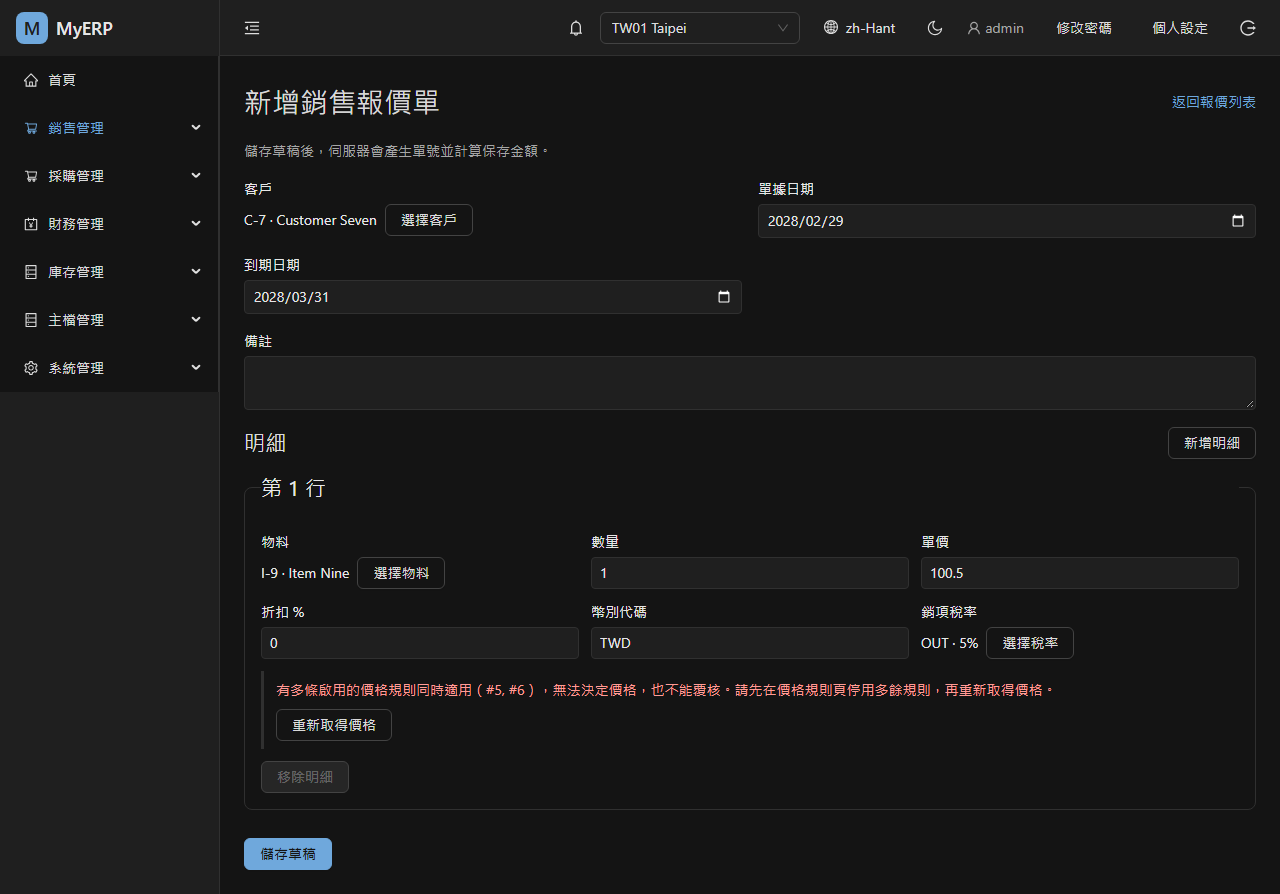 M MyERP
TW01 Taipei
zh-Hant
admin
修改密碼
個人設定
首頁
銷售管理
採購管理
財務管理
庫存管理
主檔管理
系統管理
新增銷售報價單
返回報價列表
儲存草稿後，伺服器會產生單號並計算保存金額。
客戶
單據日期
C-7 · Customer Seven
選擇客戶
2028/02/29
到期日期
2028/03/31
備註
明細
新增明細
第 1 行
物料
數量
單價
I-9 · Item Nine
選擇物料
1
100.5
折扣 %
幣別代碼
銷項稅率
0
TWD
OUT · 5%
選擇稅率
有多條啟用的價格規則同時適用（#5, #6），無法決定價格，也不能覆核。請先在價格規則頁停用多餘規則，再重新取得價格。
重新取得價格
移除明細
儲存草稿